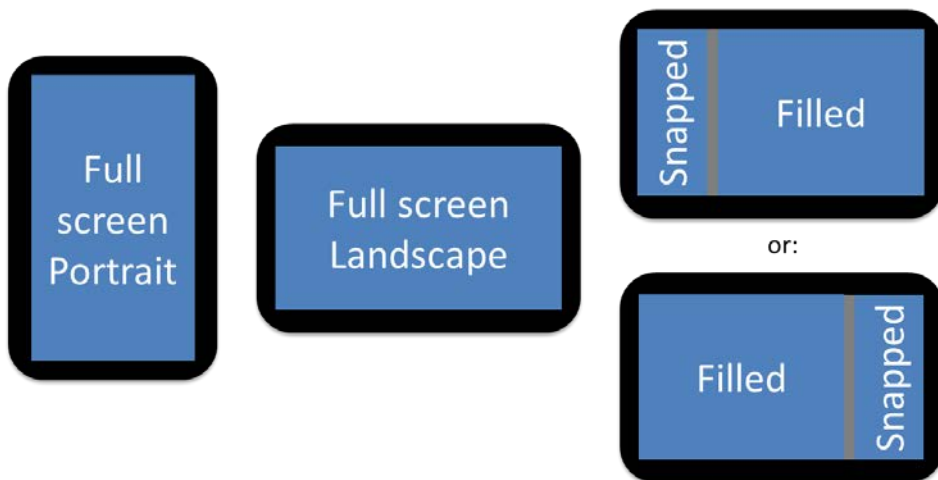 Full
screen
Portrait
Full screen
Landscape
Snapped
Filled
or:
Filled
Snapped